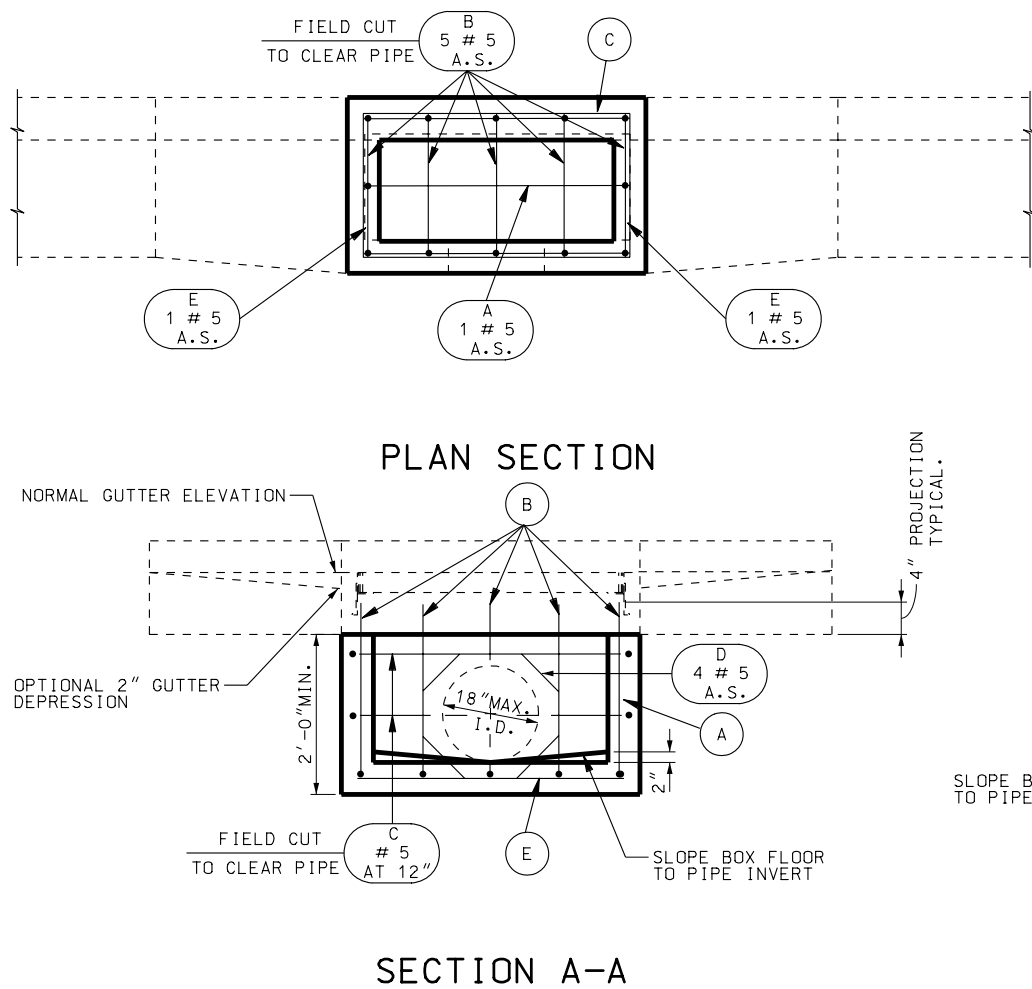 FIELD CUT
TO CLEAR PIPE
B
5 # 5
A.S.
C
E
1 # 5
A.S.
A
1 # 5
A.S.
E
1 # 5
A.S.
PLAN SECTION
NORMAL GUTTER ELEVATION
B
4" PROJECTION
TYPICAL.
OPTIONAL 2" GUTTER
DEPRESSION
2'-0"MIN.
18"MAX.
I.D.
D
4 # 5
A.S.
A
2"
FIELD CUT
TO CLEAR PIPE
C
# 5
AT 12"
E
SLOPE BOX FLOOR
TO PIPE INVERT
SLOPE B
TO PIPE
SECTION A-A